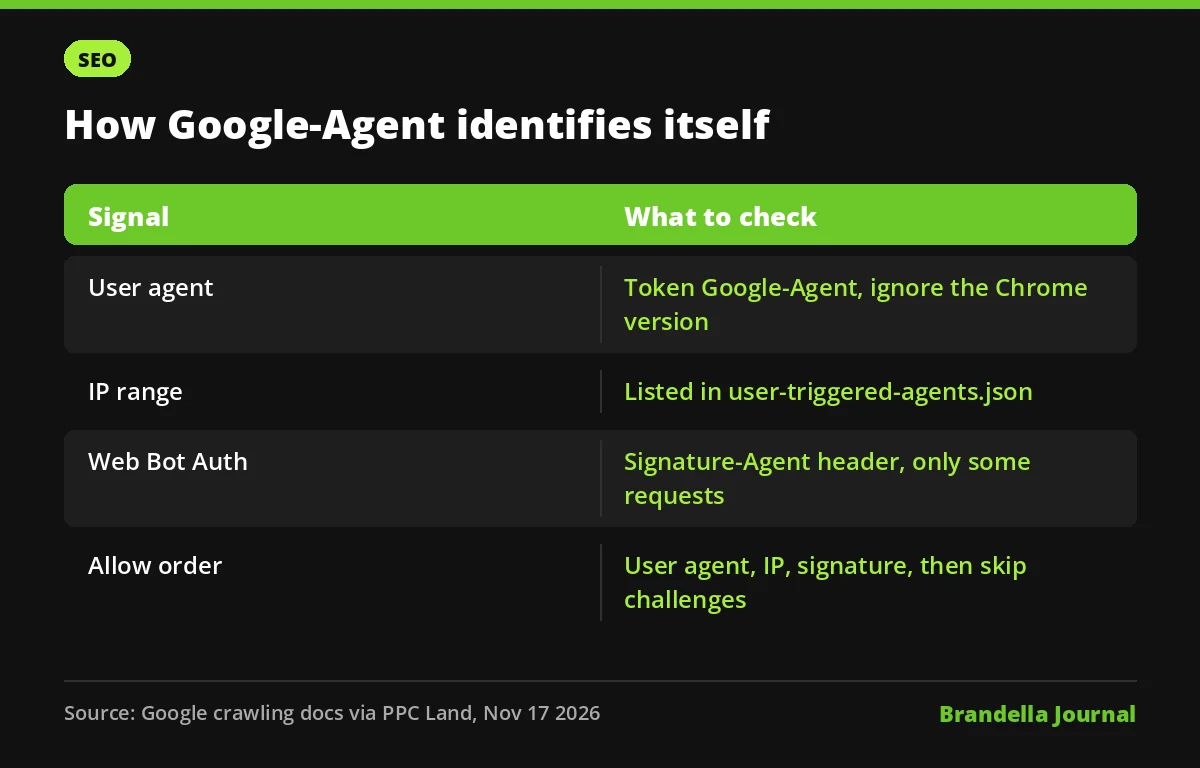 SEO
How Google-Agent identifies itself
Signal
What to check
User agent
Token Google-Agent, ignore the Chrome
version
IP range
Listed in user-triggered-agents.json
Web Bot Auth
Signature-Agent header, only some
requests
Allow order
User agent, IP, signature, then skip
challenges
Source: Google crawling docs via PPC Land, Nov 17 2026
Brandella Journal